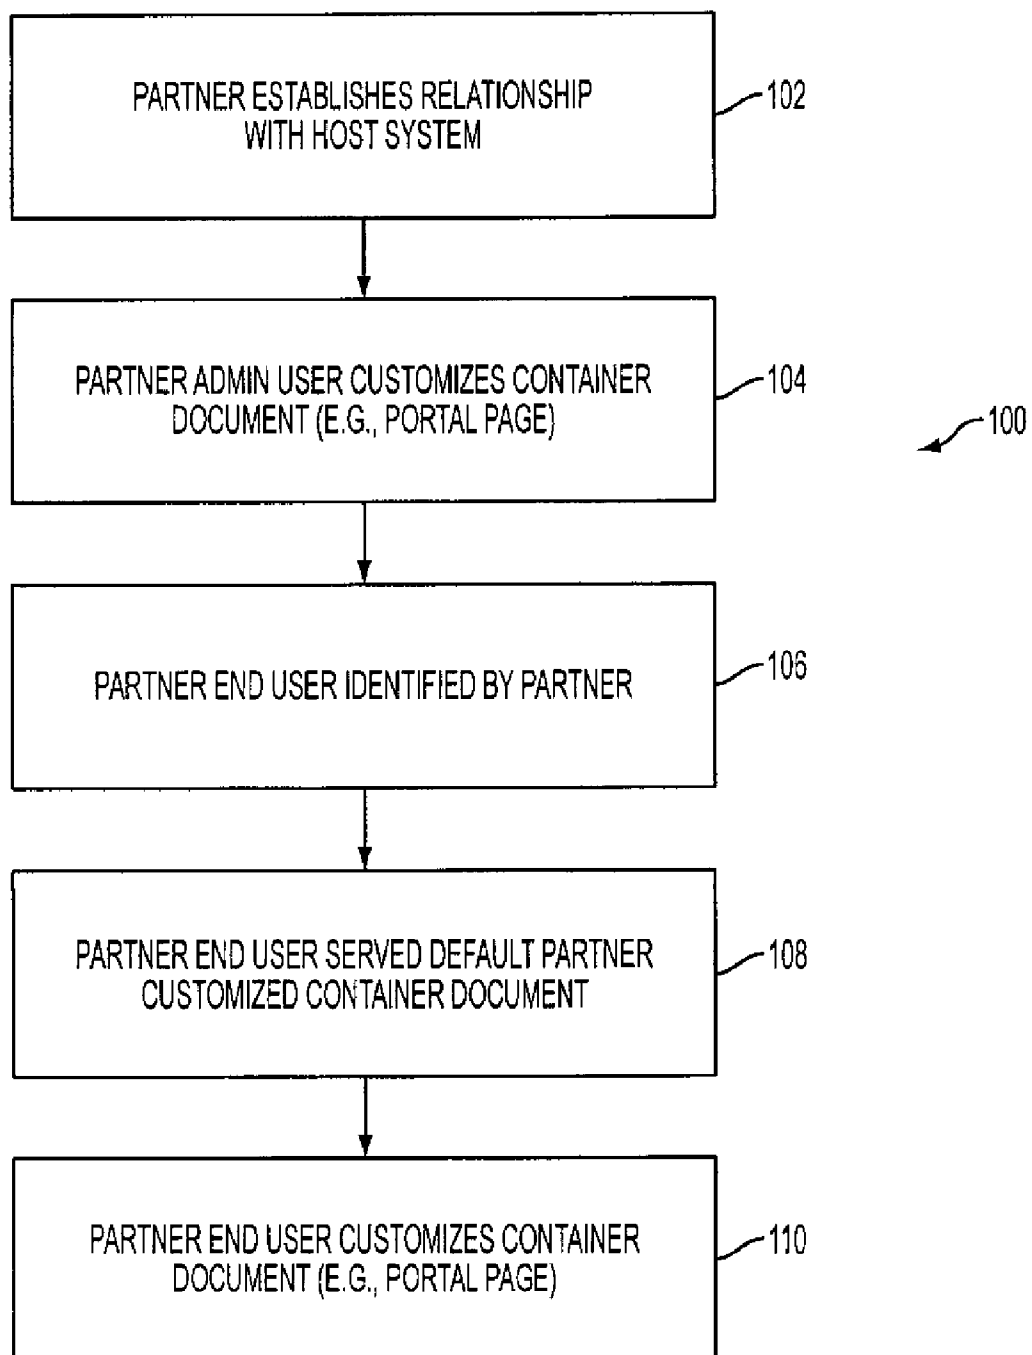 PARTNER ESTABLISHES RELATIONSHIP
WITH HOST SYSTEM
102
PARTNER ADMIN USER CUSTOMIZES CONTAINER
DOCUMENT (E.G., PORTAL PAGE)
104
100
PARTNER END USER IDENTIFIED BY PARTNER
106
PARTNER END USER SERVED DEFAULT PARTNER
CUSTOMIZED CONTAINER DOCUMENT
108
PARTNER END USER CUSTOMIZES CONTAINER
DOCUMENT (E.G., PORTAL PAGE)
110